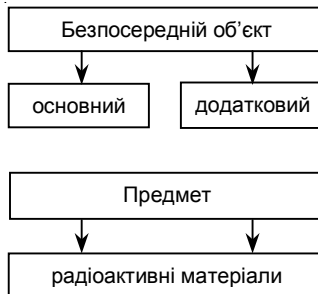 Безпосередній об’єкт
основний додатковий
Предмет
радіоактивні матеріали